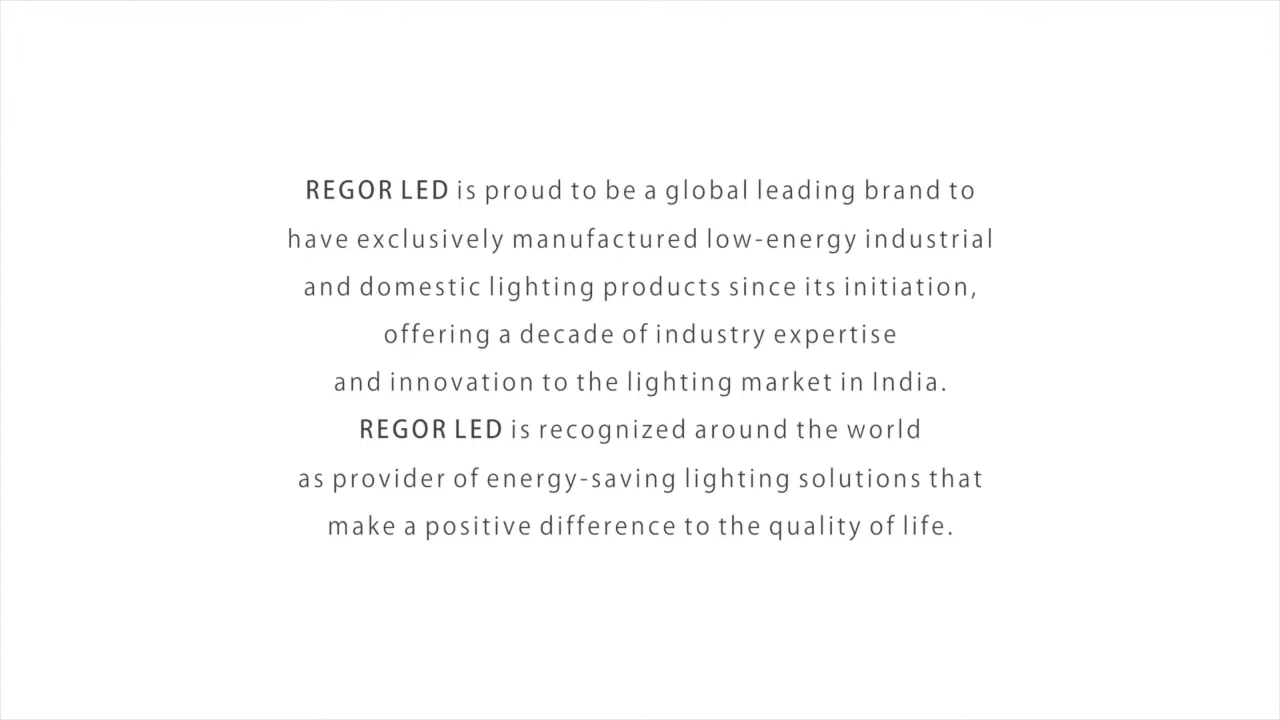 REGOR LED is proud to be a global leading brand to
have exclusively manufactured low-energy industrial
and domestic lighting products since its initiation,
offering a decade of industry expertise
and innovation to the lighting market in India.
REGOR LED is recognized around the world
as provider of energy-saving lighting solutions that
make a positive difference to the quality of life.